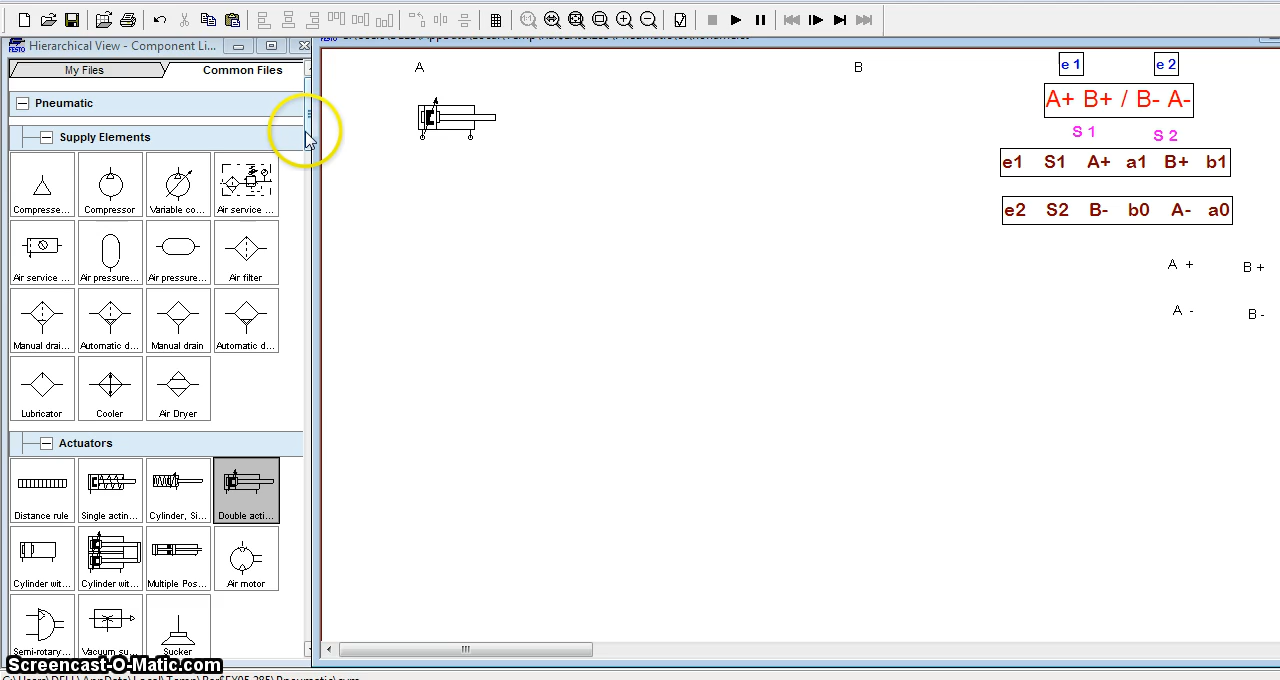 Hierarchical View - Component Li...
My Files
Common Files
Pneumatic
Supply Elements
Compresse...
Compressor
Variable co...
Air service ...
Air service ...
Air pressure...
Air pressure...
Air filter
Manual drai...
Automatic d...
Manual drain
Automatic d...
Lubricator
Cooler
Air Dryer
Actuators
Distance rule
Single actin...
Cylinder, Si...
Double acti...
Cylinder wit...
Cylinder wit...
Multiple Pos...
Air motor
Semi-rotary...
Vacuum su...
Sucker
A
B
e 1
e 2
A+ B+ / B- A-
S 1
S 2
e1 S1 A+ a1 B+ b1
e2 S2 B- b0 A- a0
A +
B +
A -
B -
Screencast-O-Matic.com